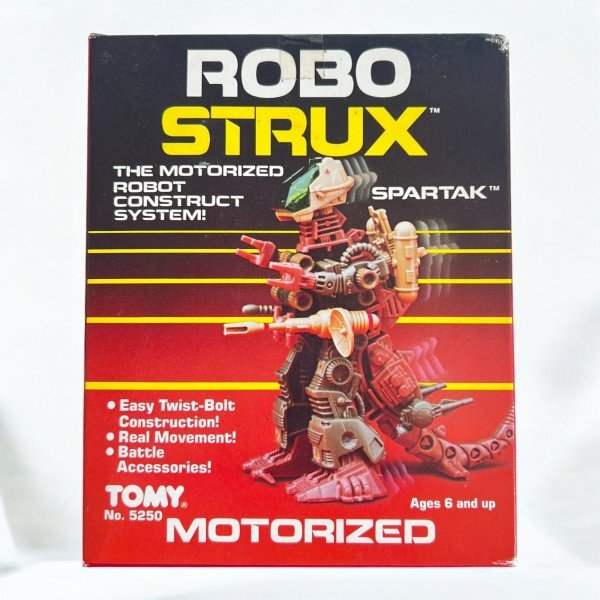 ROBO
STRUX™
THE MOTORIZED
ROBOT
CONSTRUCT
SYSTEM!
SPARTAK™
• Easy Twist-Bolt
Construction!
• Real Movement!
• Battle
Accessories!
TOMY®
No. 5250
Ages 6 and up
MOTORIZED